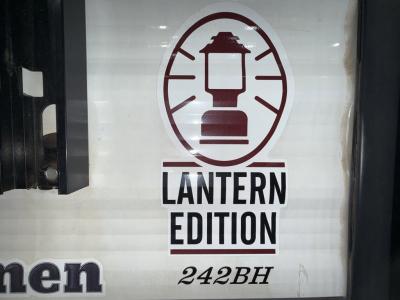 LANTERN
EDITION
242BH
men